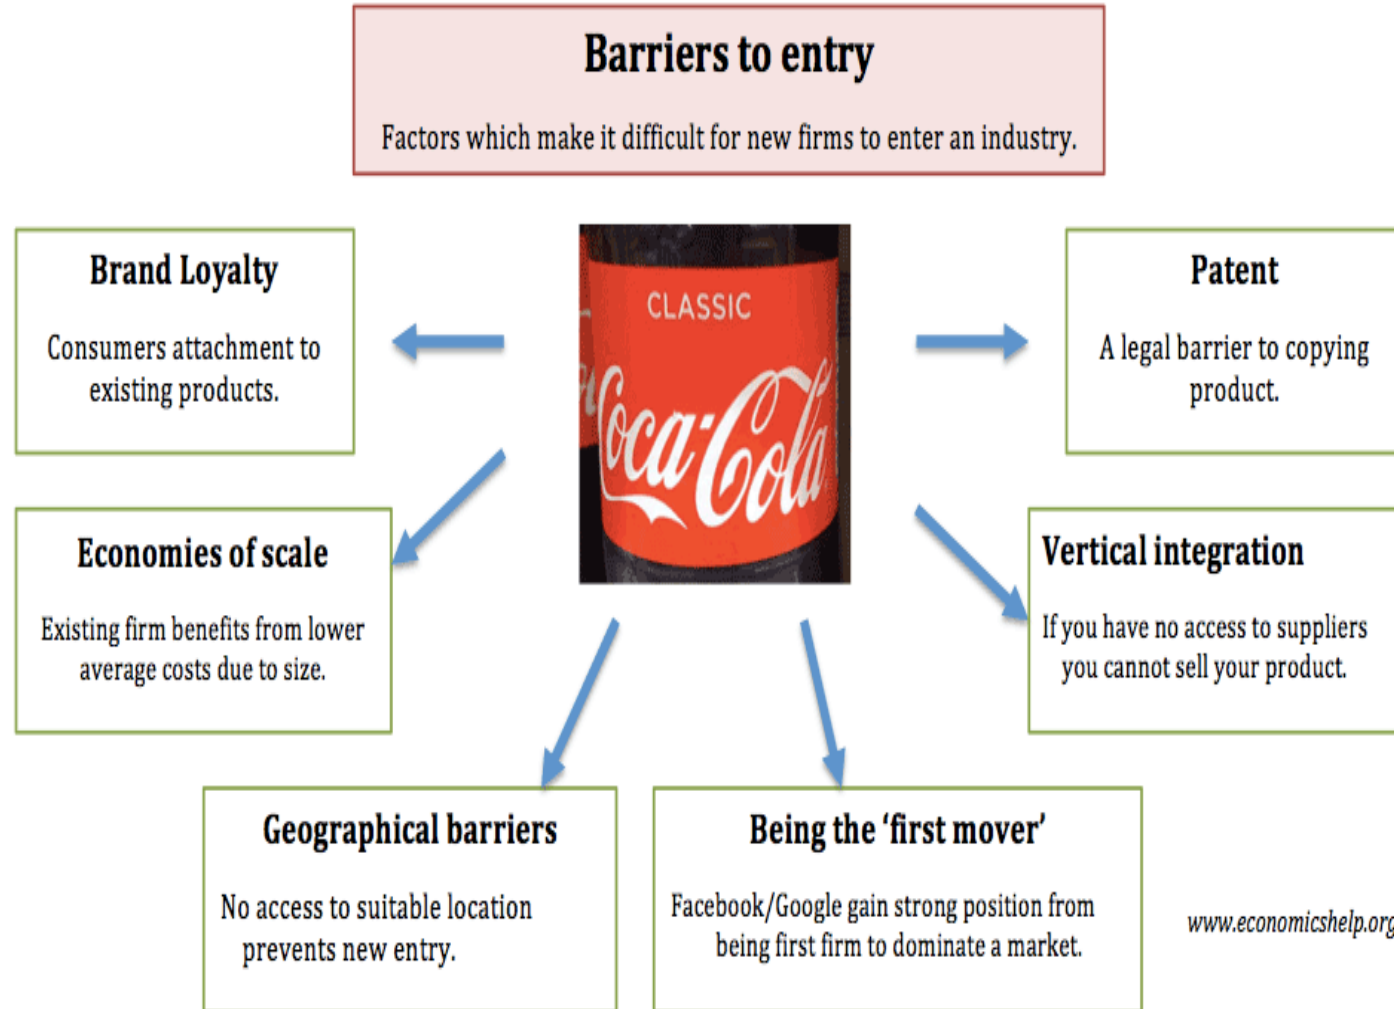 Barriers to entry
Factors which make it difficult for new firms to enter an industry.
Brand Loyalty
Consumers attachment to
existing products.
CLASSIC
Coca-Cola
Patent
A legal barrier to copying
product.
Economies of scale
Existing firm benefits from lower
average costs due to size.
Vertical integration
If you have no access to suppliers
you cannot sell your product.
Geographical barriers
No access to suitable location
prevents new entry.
Being the ‘first mover’
Facebook/Google gain strong position from
being first firm to dominate a market.
www.economicshelp.org